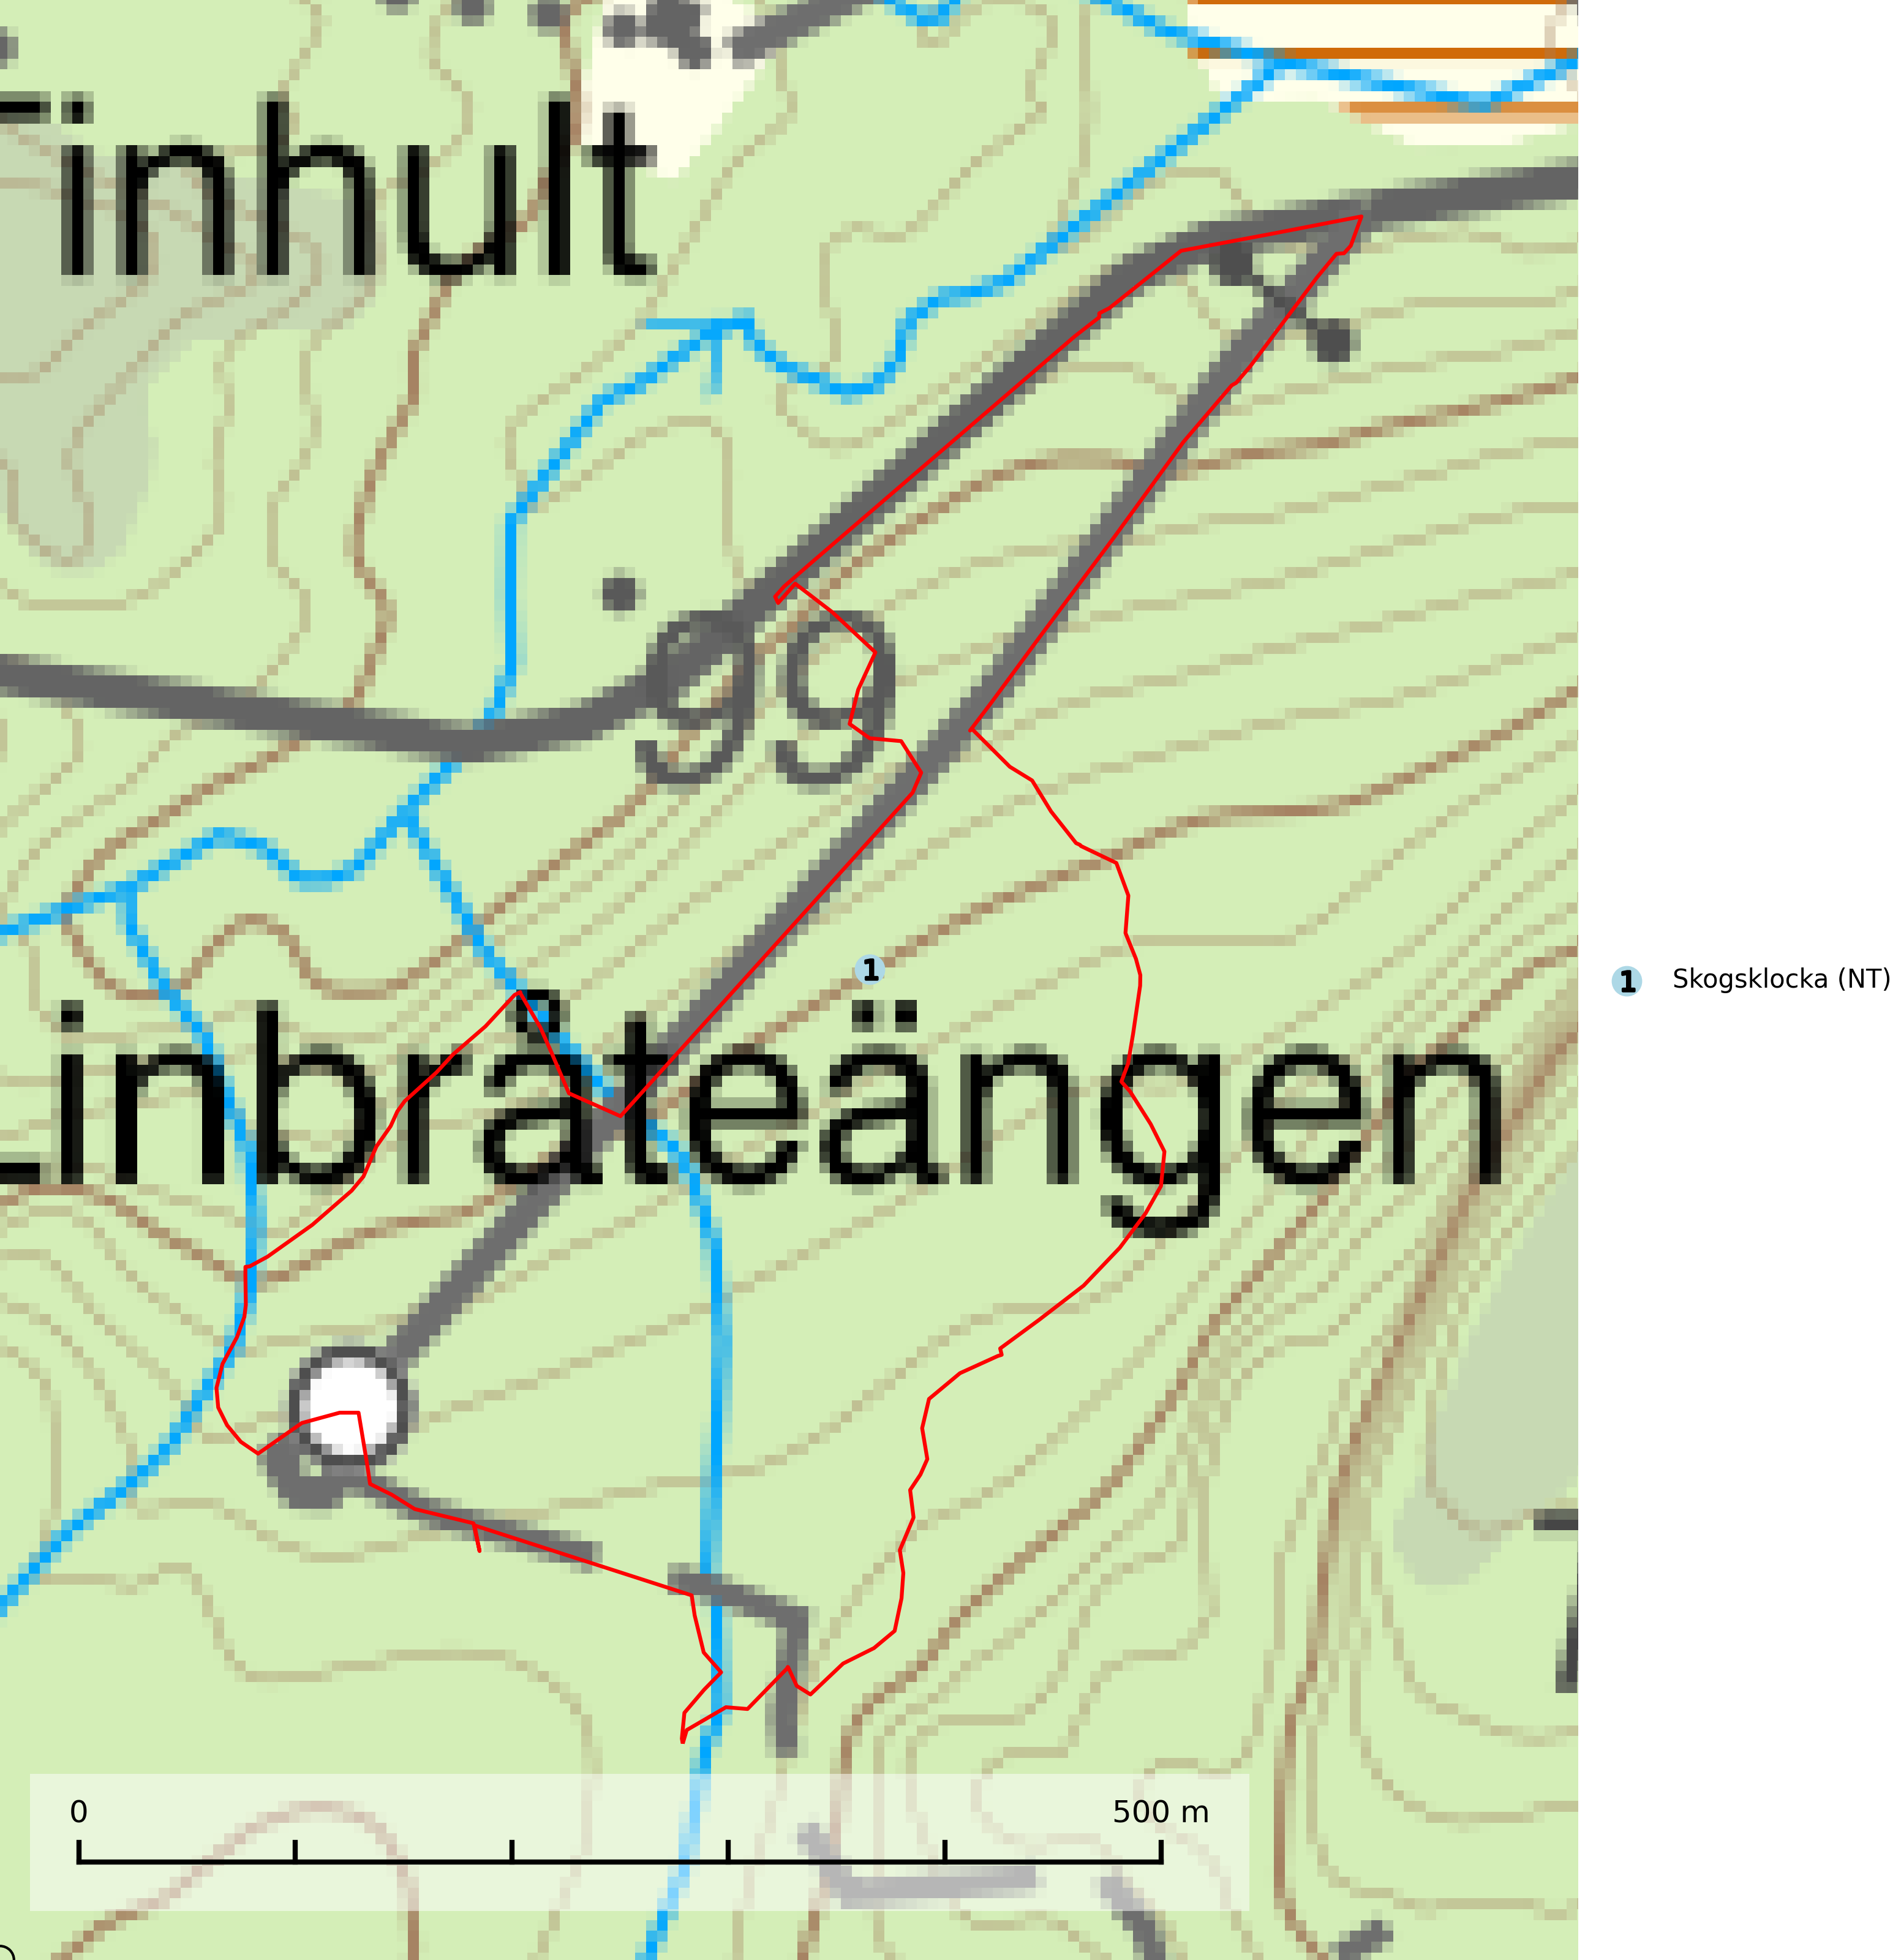 Finhult
99
1
1 Skogsklocka (NT)
Linbråteängen
0 500 m